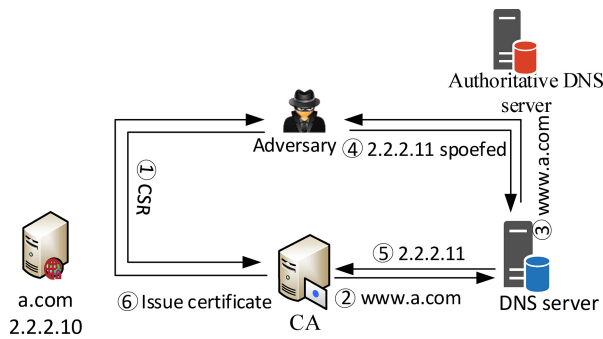 Authoritative DNS
server
Adversary
④ 2.2.2.11 spoefed
③ www.a.com
① CSR
⑤ 2.2.2.11
② www.a.com
⑥ Issue certificate
CA
DNS server
a.com
2.2.2.10